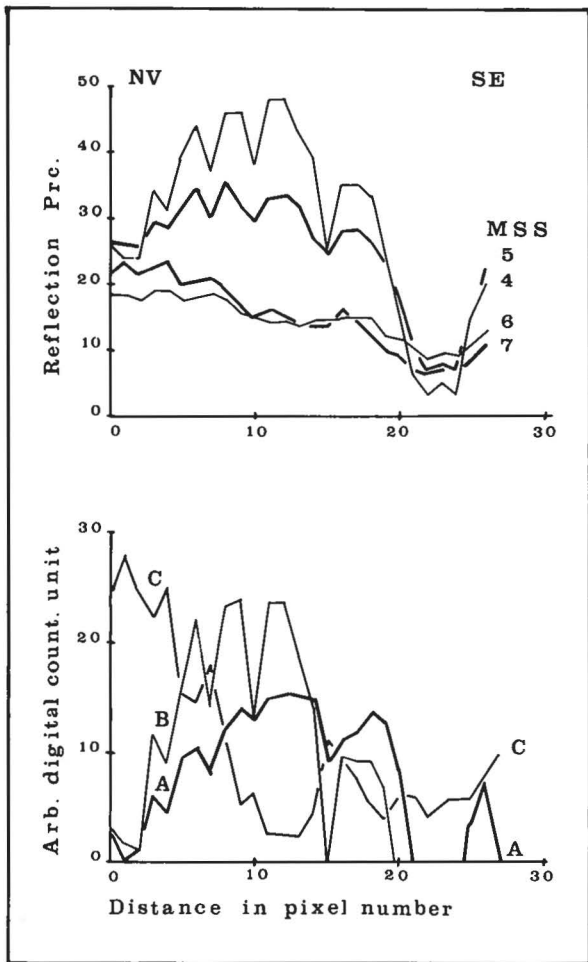 NV SE
50
40
30
20
10
0
Reflection Prc.
MSS
5
4
6
7
0 10 20 30
30
20
10
0
Arb. digital count. unit
C
B
A
C
A
0 10 20 30
Distance in pixel number